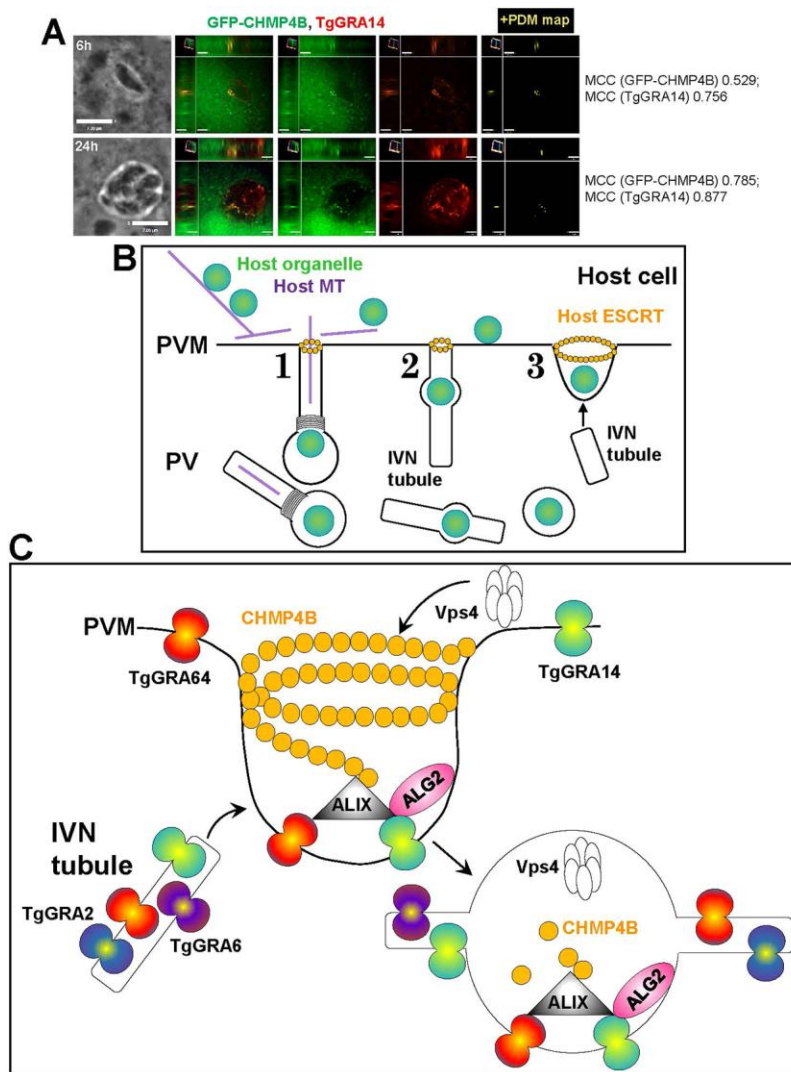 A
GFP-CHMP4B, TgGRA14
+PDM map
6h
MCC (GFP-CHMP4B) 0.529;
MCC (TgGRA14) 0.756
24h
MCC (GFP-CHMP4B) 0.785;
MCC (TgGRA14) 0.877
B
Host organelle
Host MT
Host cell
Host ESCRT
PVM
1
2
3
PV
IVN
tubule
IVN
tubule
C
PVM
CHMP4B
Vps4
TgGRA64
TgGRA14
ALG2
ALIX
IVN
tubule
TgGRA2
TgGRA6
Vps4
CHMP4B
ALG2
ALIX